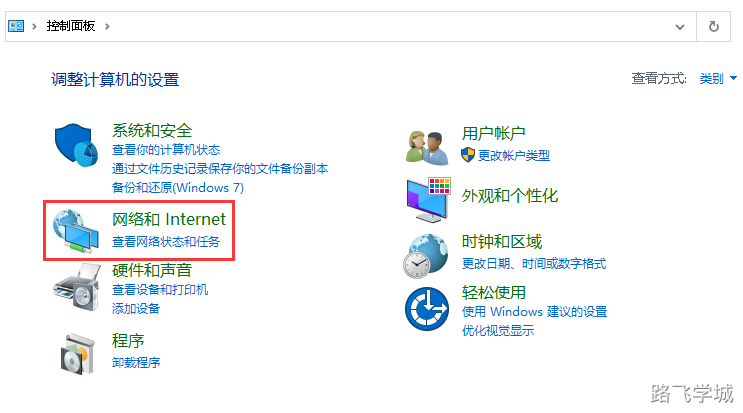 控制面板
调整计算机的设置
查看方式: 类别
系统和安全
查看你的计算机状态
通过文件历史记录保存你的文件备份副本
备份和还原(Windows 7)
网络和 Internet
查看网络状态和任务
硬件和声音
查看设备和打印机
添加设备
程序
卸载程序
用户帐户
更改帐户类型
外观和个性化
时钟和区域
更改日期、时间或数字格式
轻松使用
使用 Windows 建议的设置
优化视觉显示
路飞学城